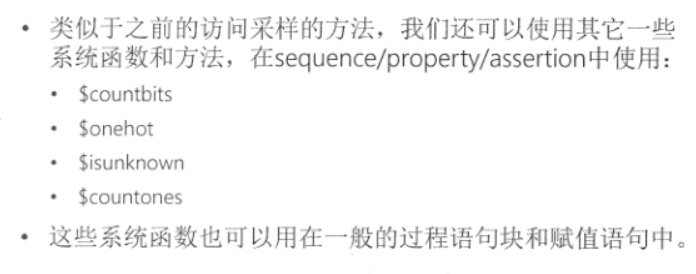 • 类似于之前的访问采样的方法，我们还可以使用其它一些
系统函数和方法，在sequence/property/assertion中使用：
• $countbits
• $onehot
• $isunknown
• $countones
• 这些系统函数也可以用在一般的过程语句块和赋值语句中。